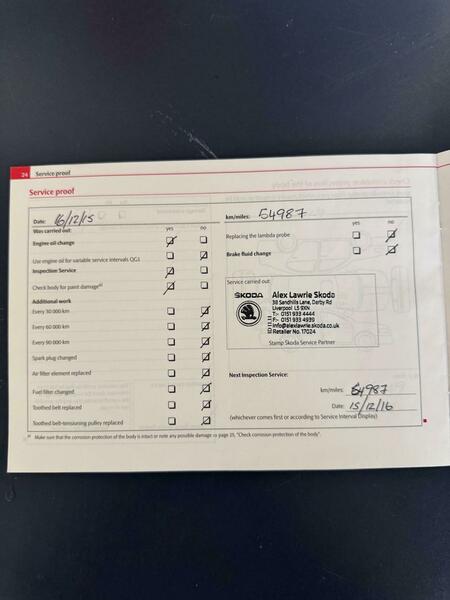 24 Service proof
Service proof
Date: 16/12/15
km/miles: 54987
Was carried out: yes no
yes no
Engine oil change
Replacing the lambda probe
Use engine oil for variable service intervals QG1
Brake fluid change
Inspection Service
Check body for paint damage
Service carried out:
Additional work
Every 30 000 km
Every 60 000 km
Every 90 000 km
Spark plug changed
Air filter element replaced
Fuel filter changed
Toothed belt replaced
Toothed belt-tensioning pulley replaced
ŠKODA
Alex Lawrie Skoda
38 Sandhills Lane, Derby Rd
Liverpool L5 9XN
T:- 0151 933 4444
F:- 0151 933 4939
info@alexlawrie.skoda.co.uk
Retailer No. 17024
Stamp Skoda Service Partner
Next Inspection Service:
km/miles: 54987
Date: 15/12/16
(whichever comes first or according to Service Interval Display)
Make sure that the corrosion protection of the body is intact or note any possible damage ⇒ page 35, "Check corrosion protection of the body".